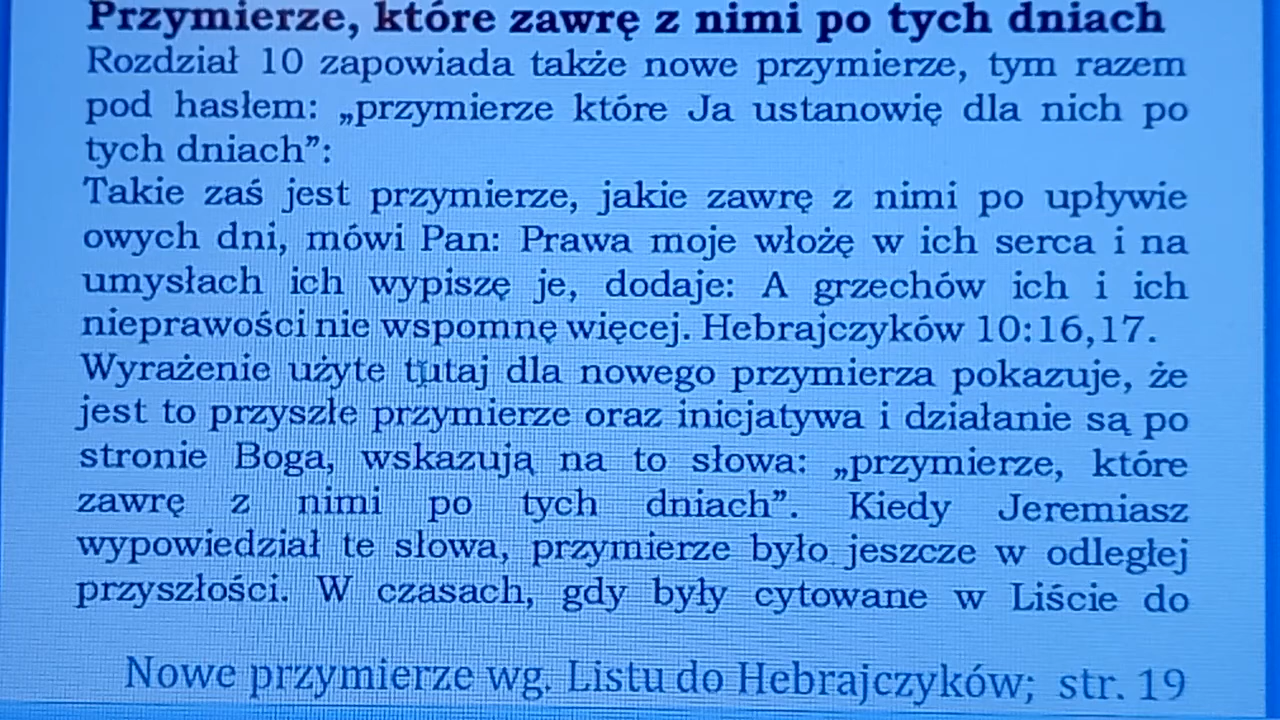 Przymierze, które zawrę z nimi po tych dniach
Rozdział 10 zapowiada także nowe przymierze, tym razem
pod hasłem: „przymierze które Ja ustanowię dla nich po
tych dniach”:
Takie zaś jest przymierze, jakie zawrę z nimi po upływie
owych dni, mówi Pan: Prawa moje włożę w ich serca i na
umysłach ich wypiszę je, dodaje: A grzechów ich i ich
nieprawości nie wspomnę więcej. Hebrajczyków 10:16,17.
Wyrażenie użyte tutaj dla nowego przymierza pokazuje, że
jest to przyszłe przymierze oraz inicjatywa i działanie są po
stronie Boga, wskazują na to słowa: „przymierze, które
zawrę z nimi po tych dniach”. Kiedy Jeremiasz
wypowiedział te słowa, przymierze było jeszcze w odległej
przyszłości. W czasach, gdy były cytowane w Liście do
Nowe przymierze wg. Listu do Hebrajczyków; str. 19